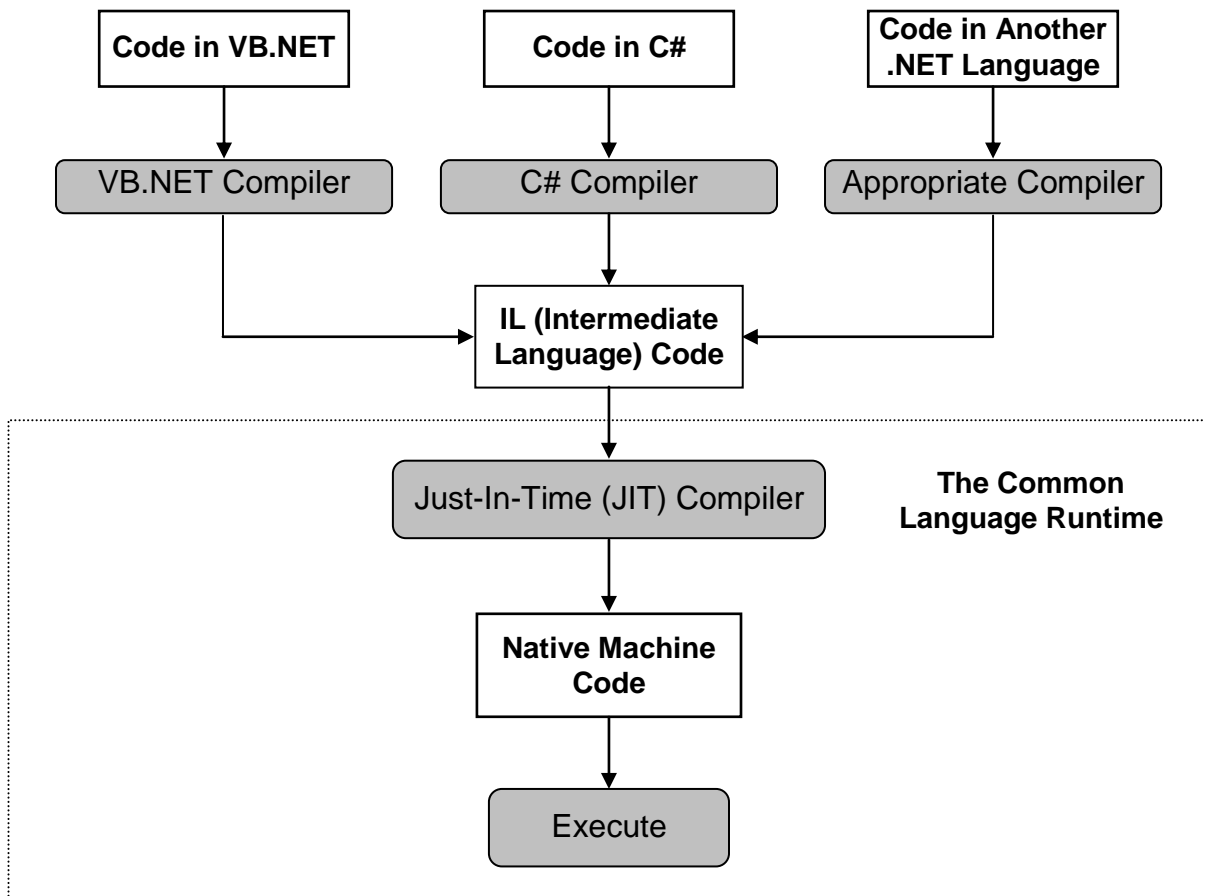 Code in VB.NET
Code in C#
Code in Another
.NET Language
VB.NET Compiler
C# Compiler
Appropriate Compiler
IL (Intermediate
Language) Code
Just-In-Time (JIT) Compiler
The Common
Language Runtime
Native Machine
Code
Execute